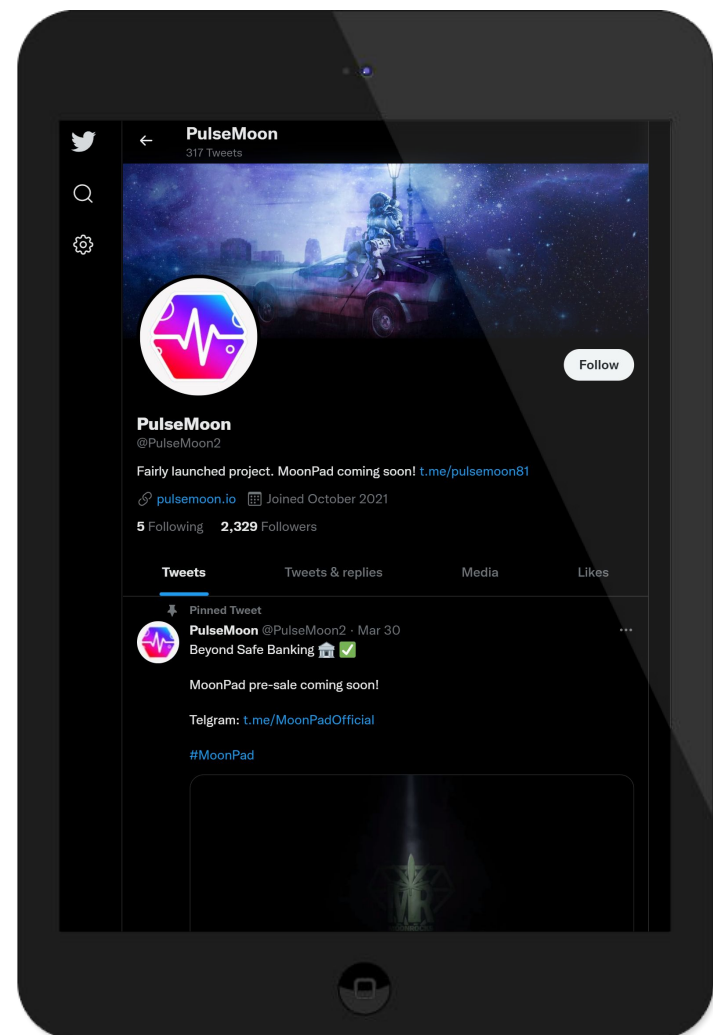 PulseMoon
317 Tweets
Follow
PulseMoon
@PulseMoon2
Fairly launched project. MoonPad coming soon! t.me/pulsemoon81
pulsemoon.io Joined October 2021
5 Following 2,329 Followers
Tweets Tweets & replies Media Likes
Pinned Tweet
PulseMoon @PulseMoon2 · Mar 30
Beyond Safe Banking 🏦 ✅
MoonPad pre-sale coming soon!
Telgram: t.me/MoonPadOfficial
#MoonPad